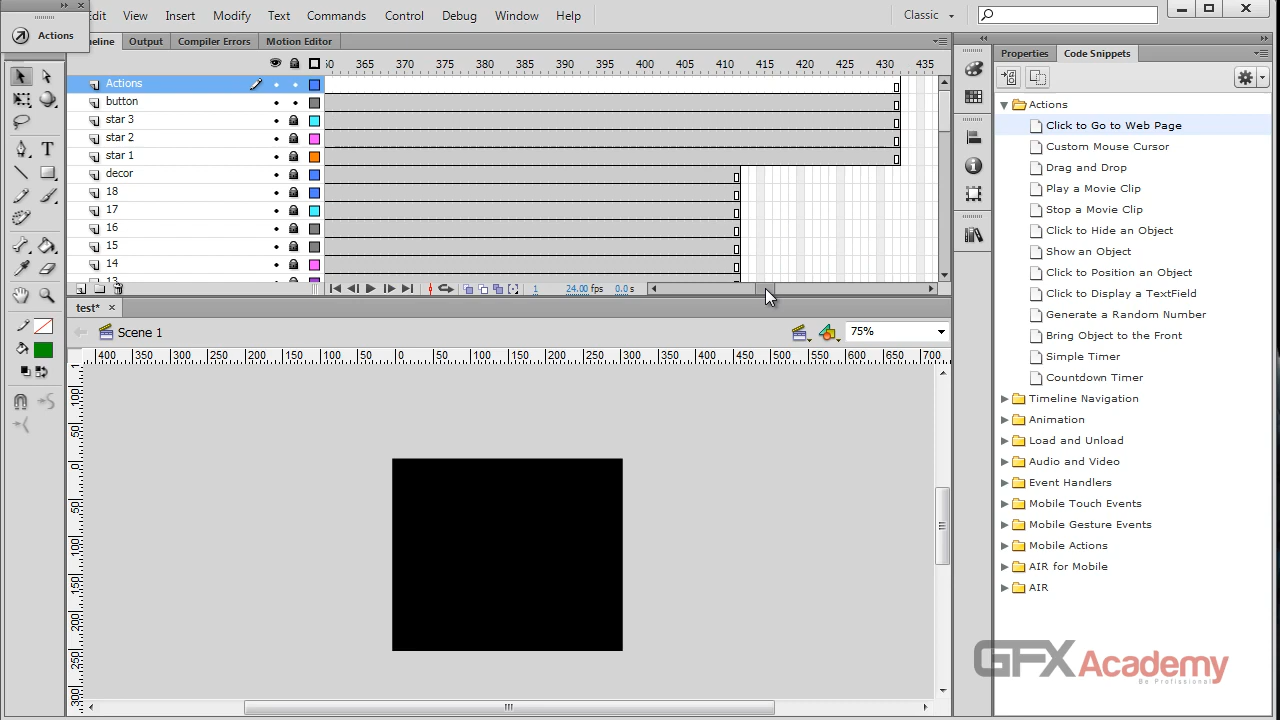 Edit View Insert Modify Text Commands Control Debug Window Help
Classic
Actions
Output Compiler Errors Motion Editor
365 370 375 380 385 390 395 400 405 410 415 420 425 430 435
Actions
button
star 3
star 2
star 1
decor
18
17
16
15
14
13
1 24.00 fps 0.0 s
test* ×
Scene 1
75%
400 350 300 250 200 150 100 50 0 50 100 150 200 250 300 350 400 450 500 550 600 650 700
Properties Code Snippets
Actions
Click to Go to Web Page
Custom Mouse Cursor
Drag and Drop
Play a Movie Clip
Stop a Movie Clip
Click to Hide an Object
Show an Object
Click to Position an Object
Click to Display a TextField
Generate a Random Number
Bring Object to the Front
Simple Timer
Countdown Timer
Timeline Navigation
Animation
Load and Unload
Audio and Video
Event Handlers
Mobile Touch Events
Mobile Gesture Events
Mobile Actions
AIR for Mobile
AIR
GFXAcademy
Be Professional